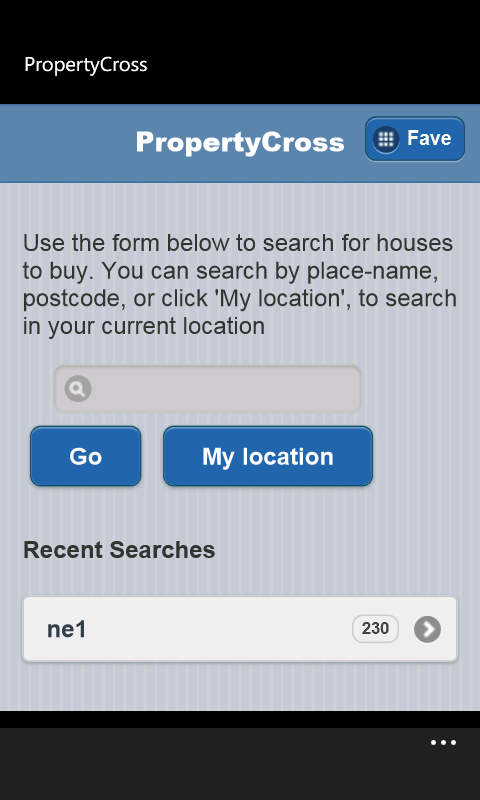 PropertyCross
PropertyCross
Fave
Use the form below to search for houses
to buy. You can search by place-name,
postcode, or click 'My location', to search
in your current location
Go
My location
Recent Searches
ne1
230